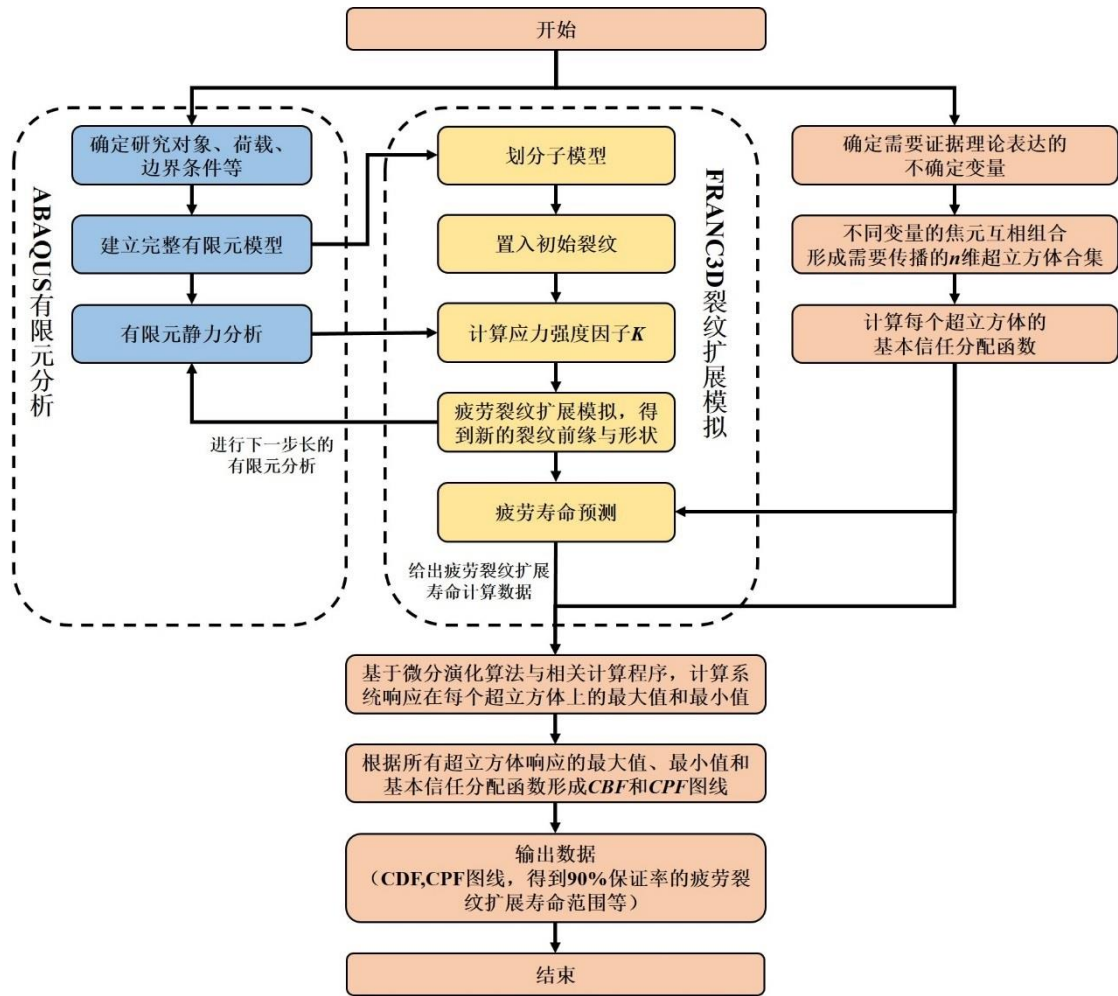 开始
ABAQUS有限元分析
确定研究对象、荷载、
边界条件等
建立完整有限元模型
有限元静力分析
进行下一步长的
有限元分析
FRANC3D裂纹扩展模拟
划分子模型
置入初始裂纹
计算应力强度因子K
疲劳裂纹扩展模拟，得
到新的裂纹前缘与形状
疲劳寿命预测
给出疲劳裂纹扩展
寿命计算数据
确定需要证据理论表达的
不确定变量
不同变量的焦元互相组合
形成需要传播的n维超立方体合集
计算每个超立方体的
基本信任分配函数
基于微分演化算法与相关计算程序，计算系
统响应在每个超立方体上的最大值和最小值
根据所有超立方体响应的最大值、最小值和
基本信任分配函数形成CBF和CPF图线
输出数据
（CDF,CPF图线，得到90%保证率的疲劳裂
纹扩展寿命范围等）
结束